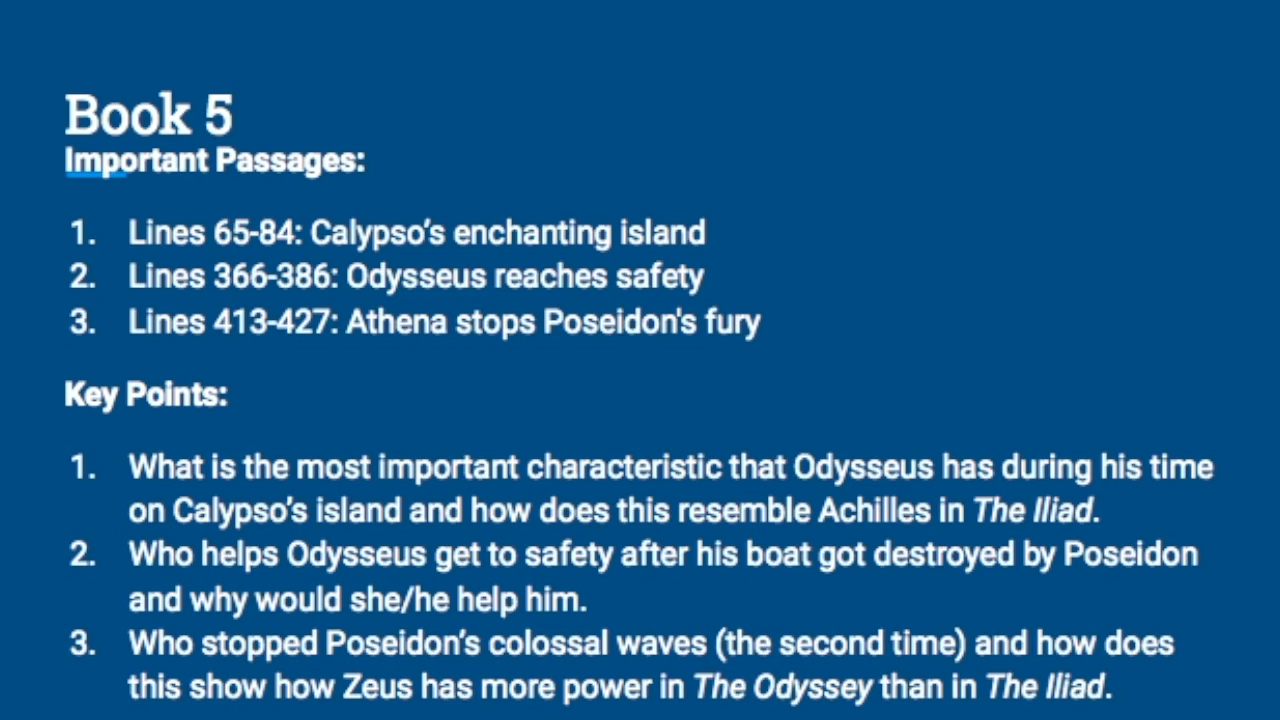 Book 5
Important Passages:
1. Lines 65-84: Calypso’s enchanting island
2. Lines 366-386: Odysseus reaches safety
3. Lines 413-427: Athena stops Poseidon's fury
Key Points:
1. What is the most important characteristic that Odysseus has during his time
on Calypso’s island and how does this resemble Achilles in The Iliad.
2. Who helps Odysseus get to safety after his boat got destroyed by Poseidon
and why would she/he help him.
3. Who stopped Poseidon’s colossal waves (the second time) and how does
this show how Zeus has more power in The Odyssey than in The Iliad.